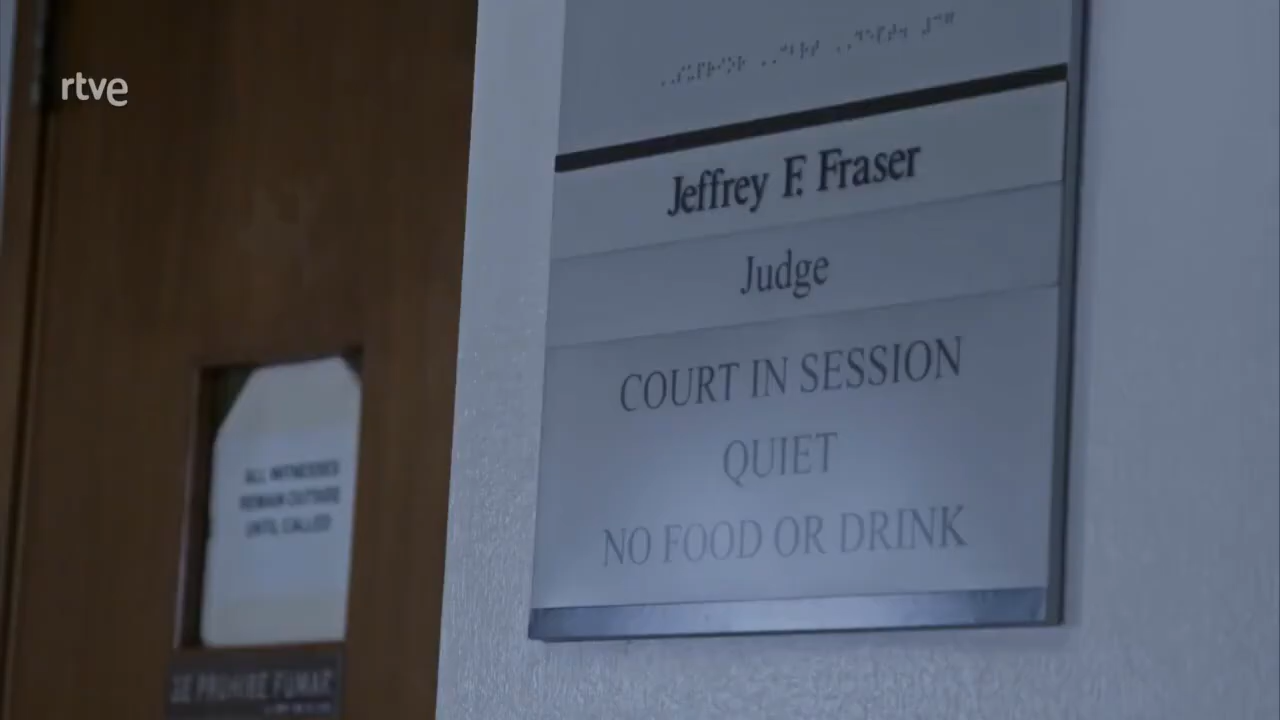 rtve
Jeffrey F. Fraser
Judge
COURT IN SESSION
QUIET
NO FOOD OR DRINK
ALL WITNESSES
REMAIN OUTSIDE
UNTIL CALLED
SE PROHIBE FUMAR